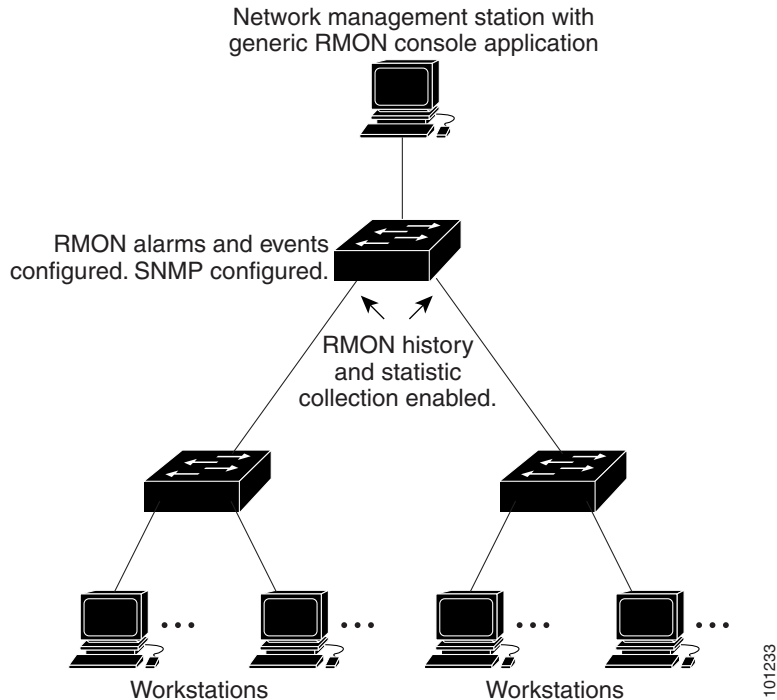 Network management station with
generic RMON console application
RMON alarms and events
configured. SNMP configured.
RMON history
and statistic
collection enabled.
Workstations
Workstations
101233